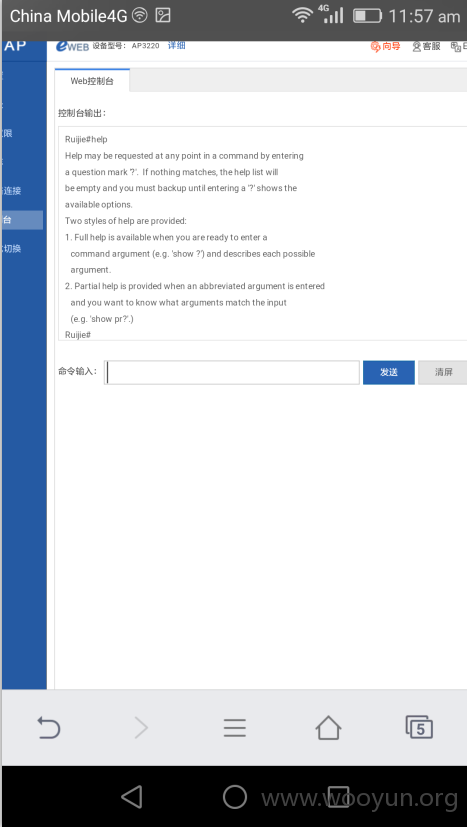 China Mobile4G 4G 11:57 am
AP eWEB 设备型号: AP3220 详细 向导 客服
Web控制台
控制台输出:
限
Ruijie#help
Help may be requested at any point in a command by entering
a question mark '?'. If nothing matches, the help list will
be empty and you must backup until entering a '?' shows the
连接
available options.
台
Two styles of help are provided:
1. Full help is available when you are ready to enter a
切换
command argument (e.g. 'show ?') and describes each possible
argument.
2. Partial help is provided when an abbreviated argument is entered
and you want to know what arguments match the input
(e.g. 'show pr?'.)
Ruijie#
命令输入: 发送 清屏
5
www.wooyun.org